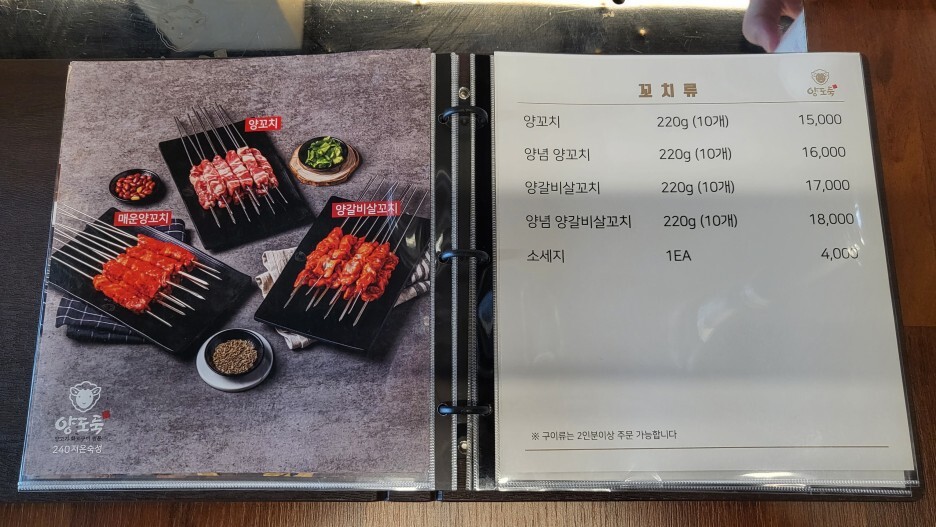 양꼬치
매운양꼬치
양갈비살꼬치
양도둑
240시온숙성
꼬치류
양도둑
양꼬치 220g (10개) 15,000
양념 양꼬치 220g (10개) 16,000
양갈비살꼬치 220g (10개) 17,000
양념 양갈비살꼬치 220g (10개) 18,000
소세지 1EA 4,000
※ 구이류는 2인분이상 주문 가능합니다